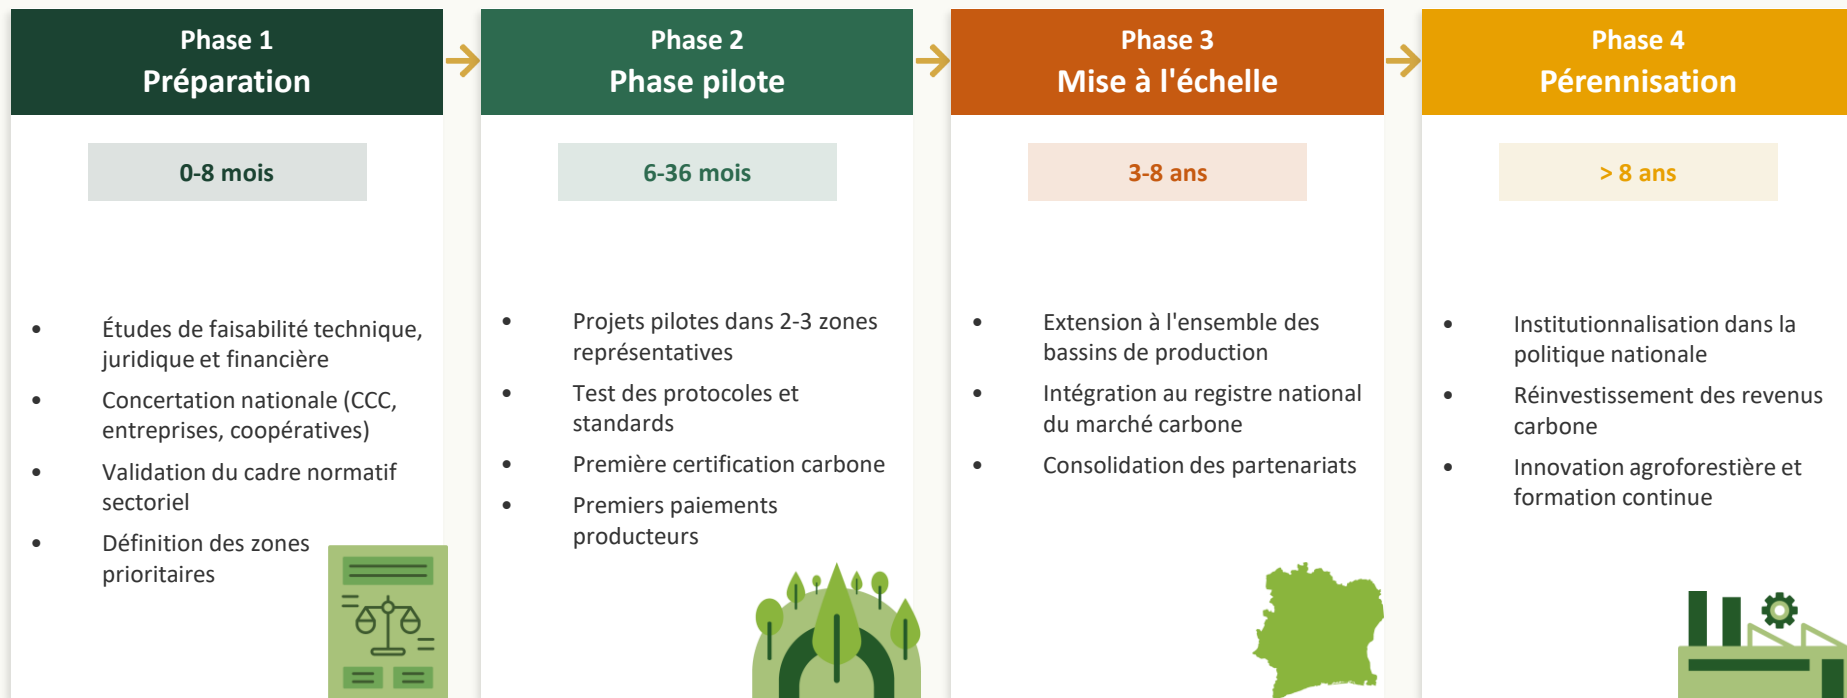 Phase 1
Préparation
0-8 mois
• Études de faisabilité technique,
juridique et financière
• Concertation nationale (CCC,
entreprises, coopératives)
• Validation du cadre normatif
sectoriel
• Définition des zones
prioritaires
Phase 2
Phase pilote
6-36 mois
• Projets pilotes dans 2-3 zones
représentatives
• Test des protocoles et
standards
• Première certification carbone
• Premiers paiements
producteurs
Phase 3
Mise à l'échelle
3-8 ans
• Extension à l'ensemble des
bassins de production
• Intégration au registre national
du marché carbone
• Consolidation des partenariats
Phase 4
Pérennisation
> 8 ans
• Institutionnalisation dans la
politique nationale
• Réinvestissement des revenus
carbone
• Innovation agroforestière et
formation continue